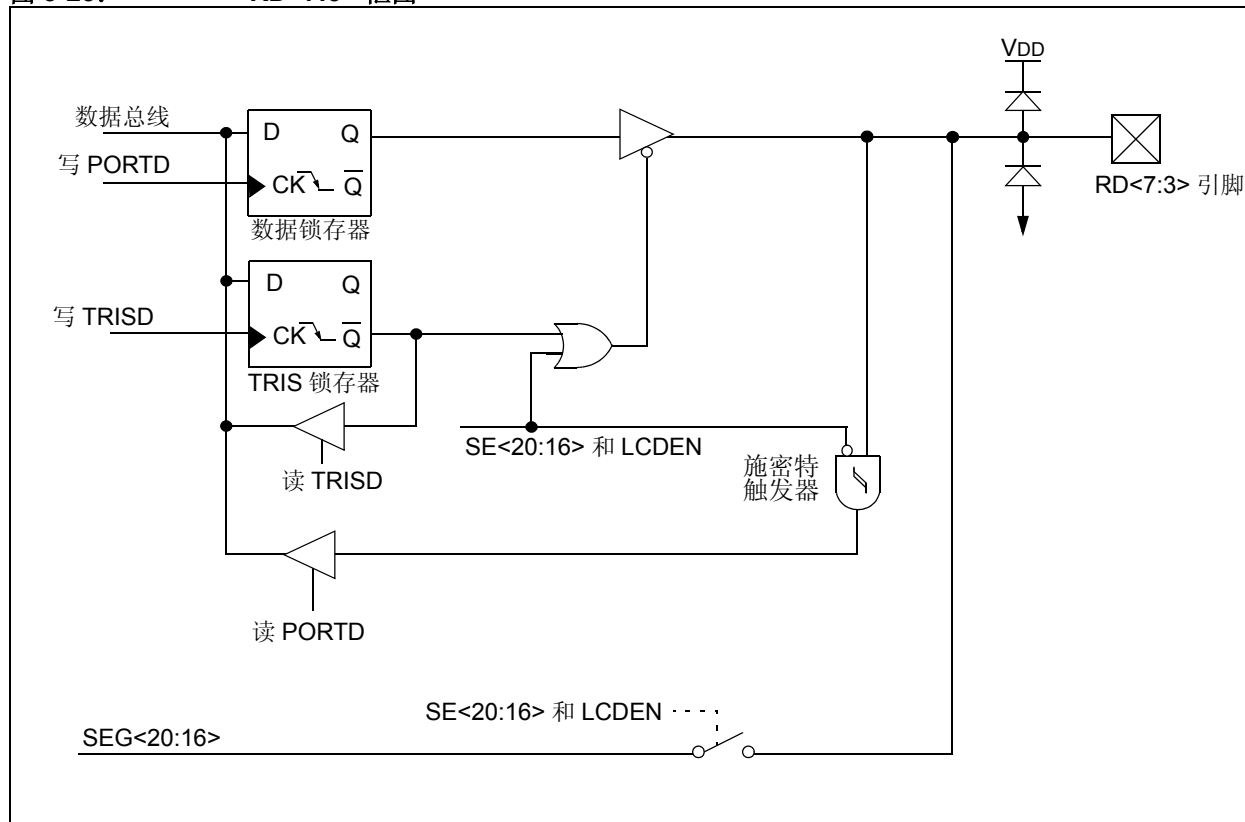 VDD
数据总线
D Q
写 PORTD
CK Q
RD<7:3> 引脚
数据锁存器
D Q
写 TRISD
CK Q
TRIS 锁存器
SE<20:16> 和 LCDEN
施密特
触发器
读 TRISD
读 PORTD
SE<20:16> 和 LCDEN
SEG<20:16>